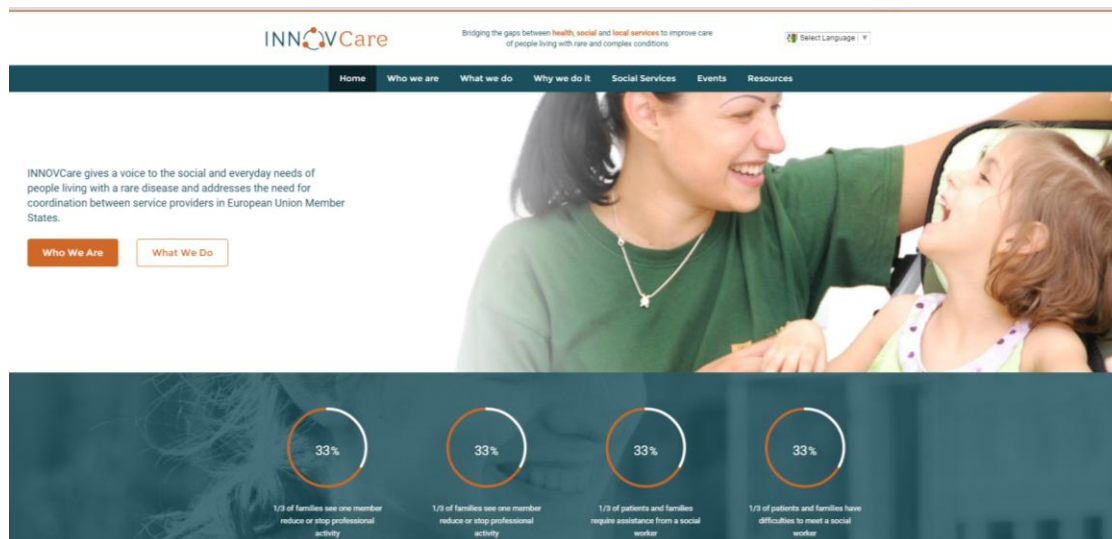 INNOVCare
Bridging the gaps between health, social and local services to improve care
of people living with rare and complex conditions
Select Language ▼
Home Who we are What we do Why we do it Social Services Events Resources
INNOVCare gives a voice to the social and everyday needs of
people living with a rare disease and addresses the need for
coordination between service providers in European Union Member
States.
Who We Are What We Do
33% 33% 33% 33%
1/3 of families see one member
reduce or stop professional
activity
1/3 of families see one member
reduce or stop professional
activity
1/3 of patients and families
require assistance from a social
worker
1/3 of patients and families have
difficulties to meet a social
worker